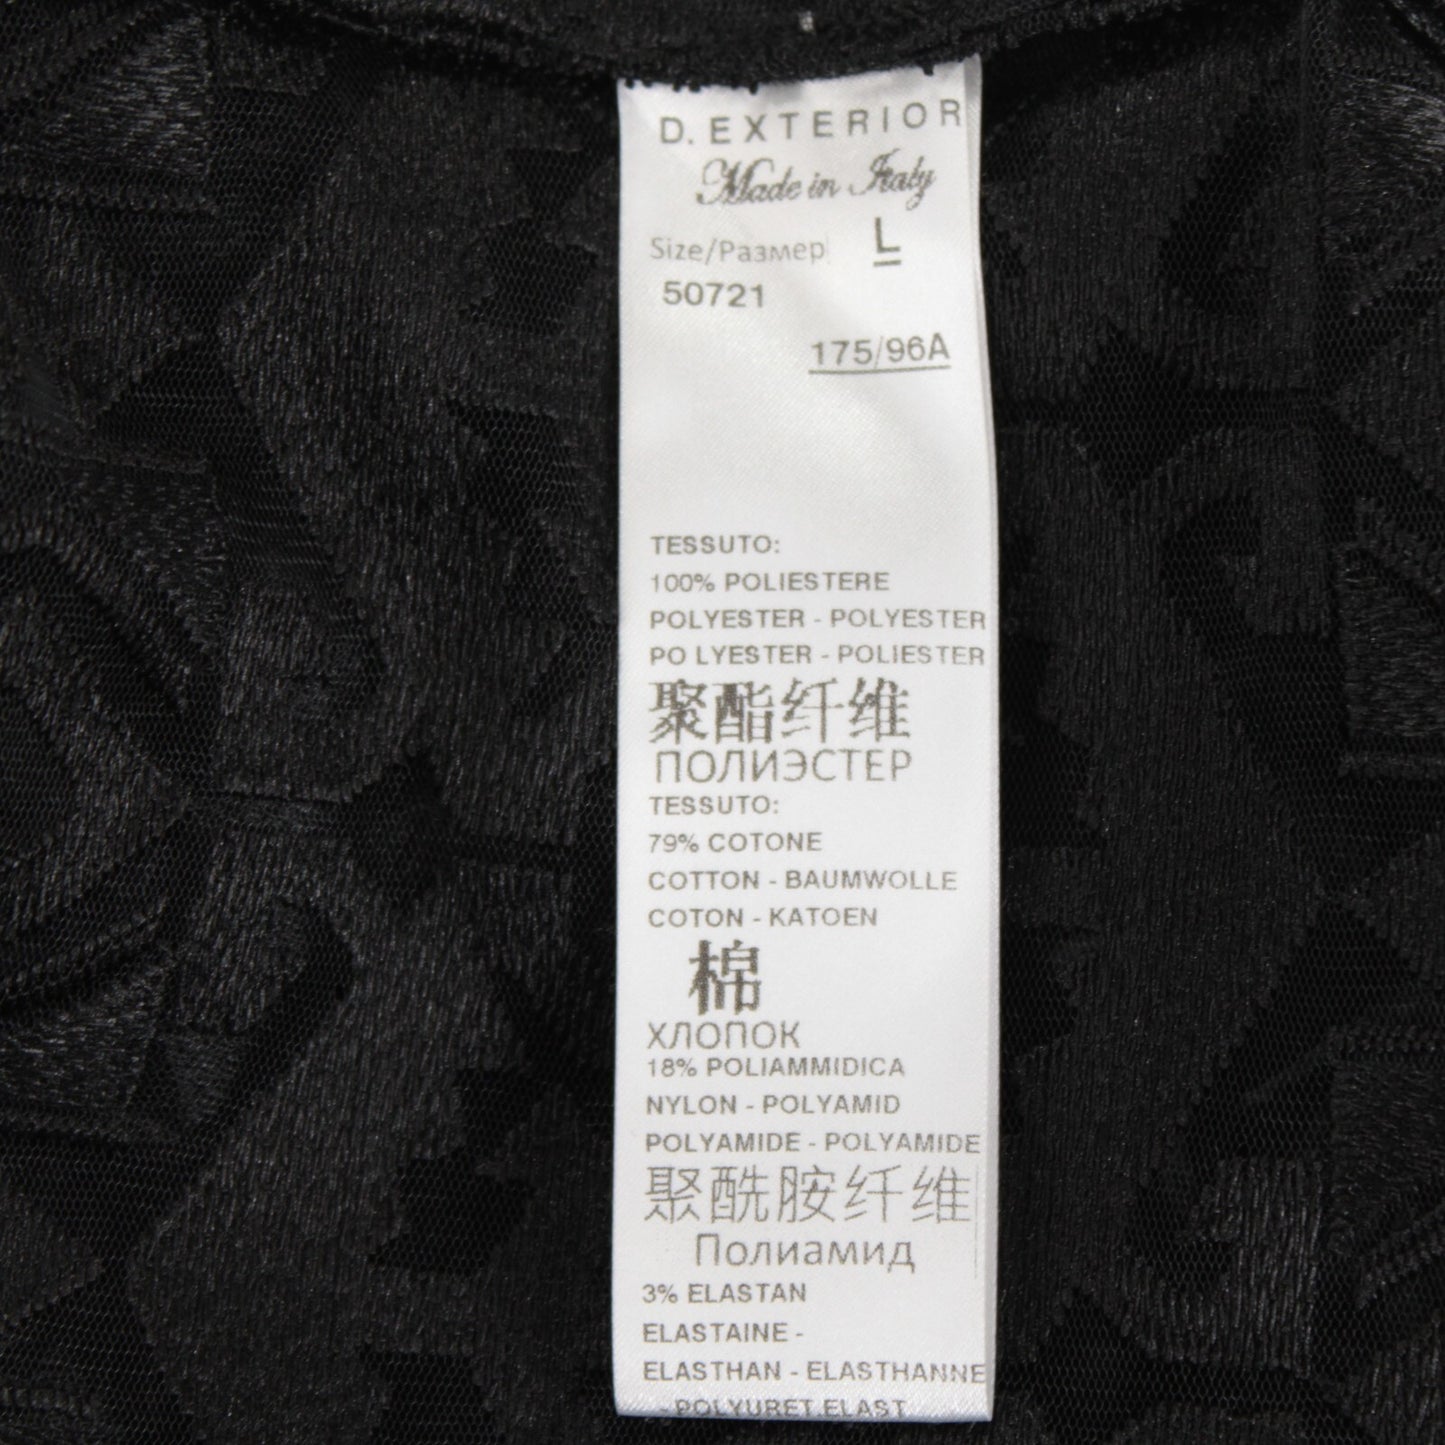 D. EXTERIOR
Made in Italy
Size/Размер L
50721
175/96A
TESSUTO:
100% POLIESTERE
POLYESTER - POLYESTER
PO LYESTER - POLIESTER
聚酯纤维
ПОЛИЭСТЕР
TESSUTO:
79% COTONE
COTTON - BAUMWOLLE
COTON - KATOEN
棉
ХЛОПОК
18% POLIAMMIDICA
NYLON - POLYAMID
POLYAMIDE - POLYAMIDE
聚酰胺纤维
Полиамид
3% ELASTAN
ELASTAINE -
ELASTHAN - ELASTHANNE
- POLYURET.ELAST